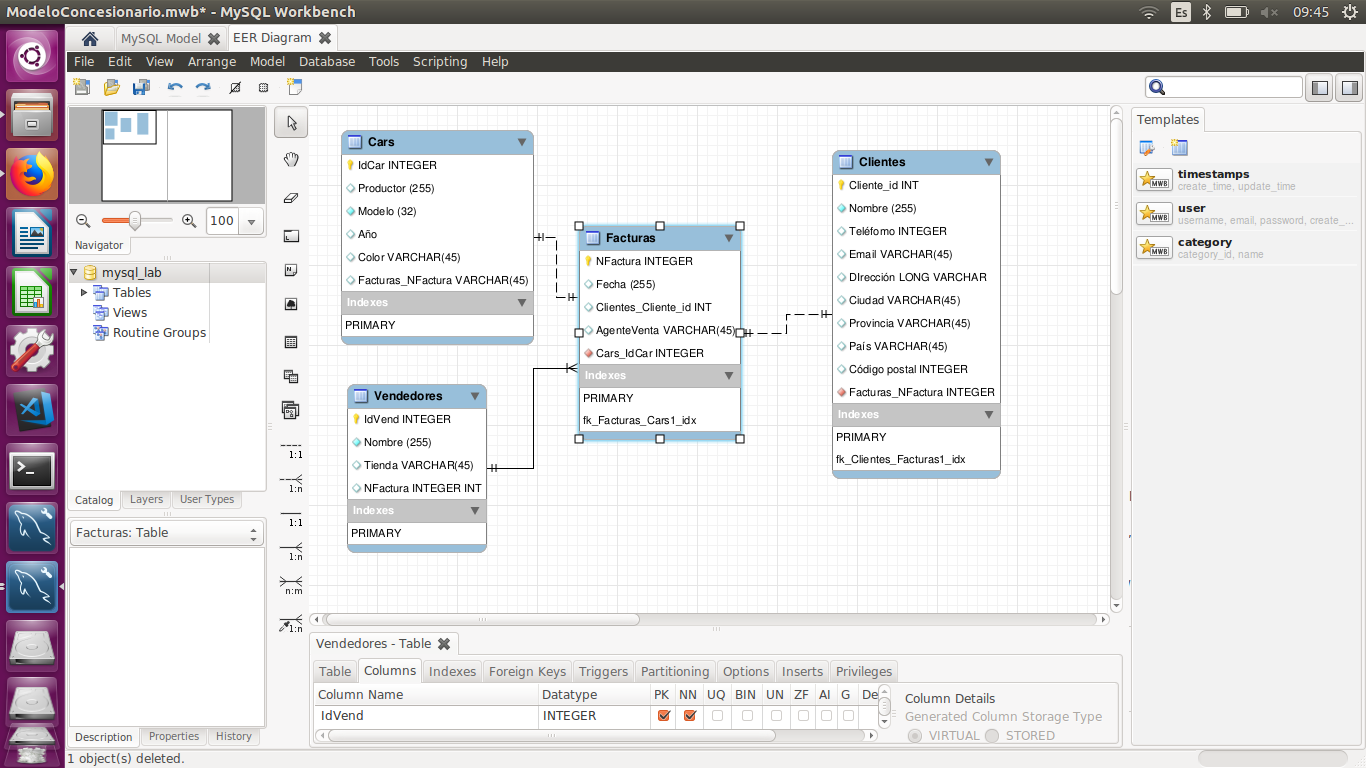 ModeloConcesionario.mwb* - MySQL Workbench
Es
09:45
MySQL Model
EER Diagram
File Edit View Arrange Model Database Tools Scripting Help
100
Navigator
mysql_lab
Tables
Views
Routine Groups
Catalog Layers User Types
Facturas: Table
Description Properties History
1 object(s) deleted.
1:1
1:n
1:1
1:n
n:m
1:n
Cars
IdCar INTEGER
Productor (255)
Modelo (32)
Año
Color VARCHAR(45)
Facturas_NFactura VARCHAR(45)
Indexes
PRIMARY
Vendedores
IdVend INTEGER
Nombre (255)
Tienda VARCHAR(45)
NFactura INTEGER INT
Indexes
PRIMARY
Facturas
NFactura INTEGER
Fecha (255)
Clientes_Cliente_id INT
AgenteVenta VARCHAR(45)
Cars_IdCar INTEGER
Indexes
PRIMARY
fk_Facturas_Cars1_idx
Clientes
Cliente_id INT
Nombre (255)
Teléfomo INTEGER
Email VARCHAR(45)
DIrección LONG VARCHAR
Ciudad VARCHAR(45)
Provincia VARCHAR(45)
País VARCHAR(45)
Código postal INTEGER
Facturas_NFactura INTEGER
Indexes
PRIMARY
fk_Clientes_Facturas1_idx
Vendedores - Table
Table Columns Indexes Foreign Keys Triggers Partitioning Options Inserts Privileges
Column Name Datatype PK NN UQ BIN UN ZF AI G De
IdVend INTEGER
Column Details
Generated Column Storage Type
VIRTUAL STORED
Templates
MWB
timestamps
create_time, update_time
MWB
user
username, email, password, create_...
MWB
category
category_id, name